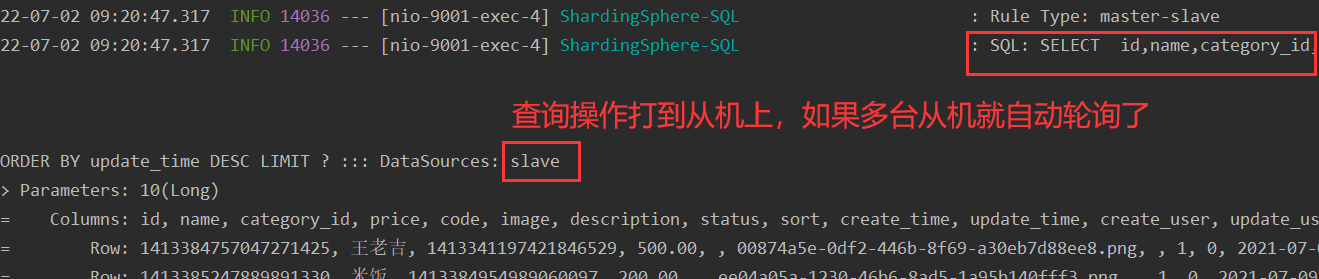 22-07-02 09:20:47.317  INFO 14036 --- [nio-9001-exec-4] ShardingSphere-SQL                       : Rule Type: master-slave
22-07-02 09:20:47.317  INFO 14036 --- [nio-9001-exec-4] ShardingSphere-SQL                       : SQL: SELECT  id,name,category_id,
查询操作打到从机上，如果多台从机就自动轮询了
ORDER BY update_time DESC LIMIT ? ::: DataSources: slave
> Parameters: 10(Long)
=    Columns: id, name, category_id, price, code, image, description, status, sort, create_time, update_time, create_user, update_us
=        Row: 1413384757047271425, 王老吉, 1413341197421846529, 500.00, , 00874a5e-0df2-446b-8f69-a30eb7d88ee8.png, , 1, 0, 2021-07-0
=        Row: 1413385247889891330, 米饭, 1413384954989060097, 200.00, , ee04a05a-1230-46b6-8ad5-1a95b140fff3.png, , 1, 0, 2021-07-09